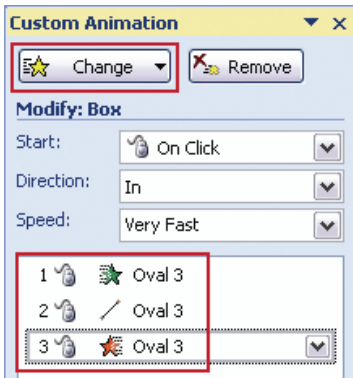 Custom Animation
Change Remove
Modify: Box
Start: On Click
Direction: In
Speed: Very Fast
1 Oval 3
2 Oval 3
3 Oval 3